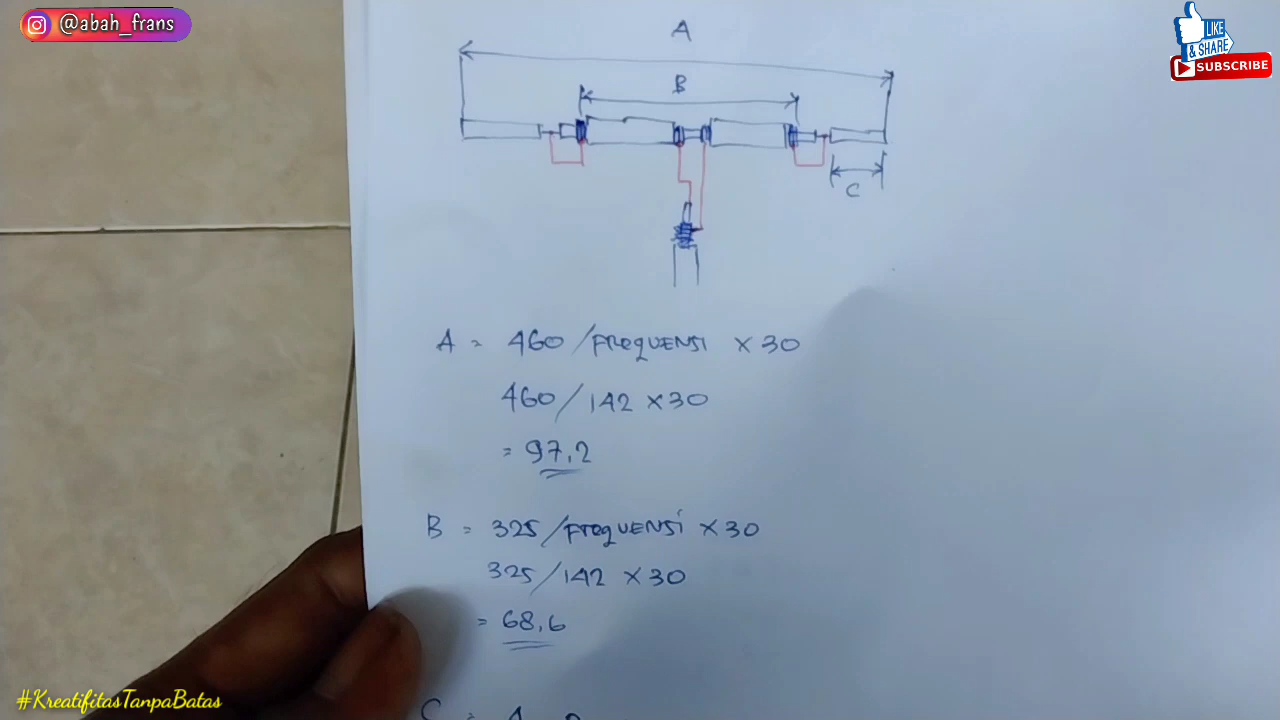 @abah_frans
LIKE
& SHARE
SUBSCRIBE
A
B
C
A = 460 / FREQUENSI × 30
460 / 142 × 30
= 97,2
B = 325 / FREQUENSI × 30
325 / 142 × 30
= 68,6
C = A
#KreatifitasTanpaBatas